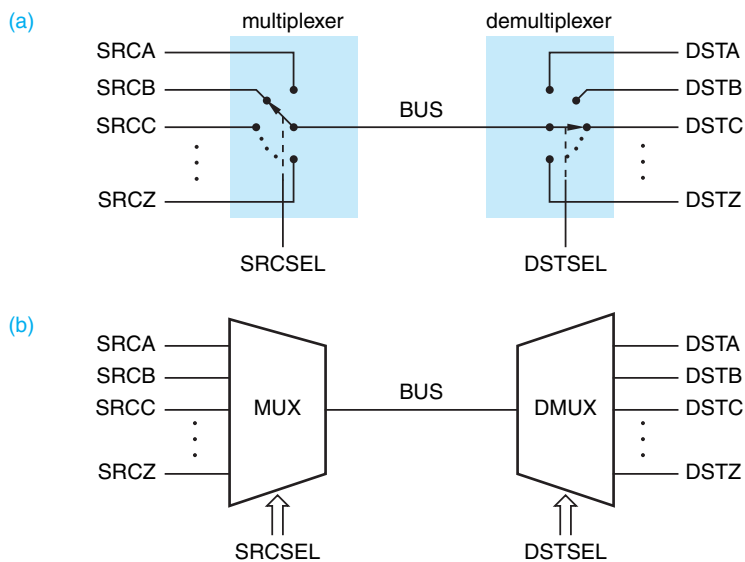 (a)
multiplexer
demultiplexer
SRCA
SRCB
SRCC
SRCZ
BUS
DSTA
DSTB
DSTC
DSTZ
SRCSEL
DSTSEL
(b)
SRCA
SRCB
SRCC
SRCZ
MUX
BUS
DMUX
DSTA
DSTB
DSTC
DSTZ
SRCSEL
DSTSEL